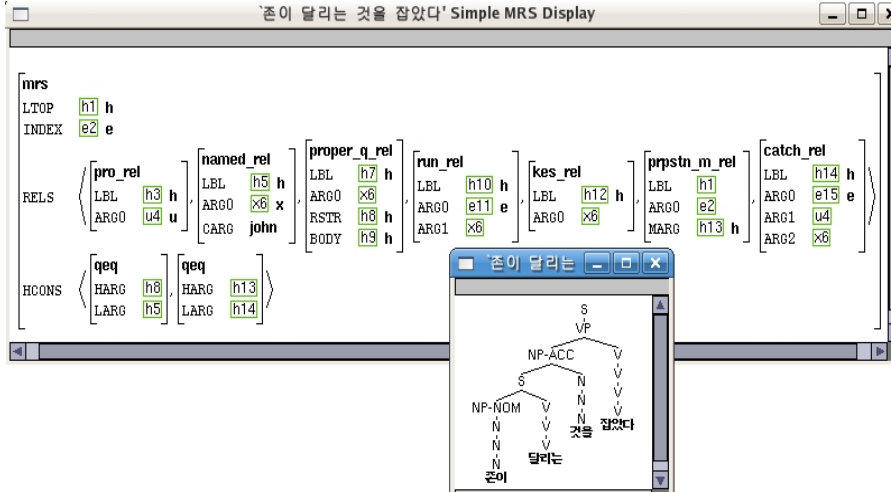 `존이 달리는 것을 잡았다' Simple MRS Display
mrs
LTOP h1 h
INDEX e2 e
RELS
pro_rel
LBL h3 h
ARG0 u4 u
named_rel
LBL h5 h
ARG0 x6 x
CARG john
proper_q_rel
LBL h7 h
ARG0 x6
RSTR h8 h
BODY h9 h
run_rel
LBL h10 h
ARG0 e11 e
ARG1 x6
kes_rel
LBL h12 h
ARG0 x6
prpstn_m_rel
LBL h1
ARG0 e2
MARG h13 h
catch_rel
LBL h14 h
ARG0 e15 e
ARG1 u4
ARG2 x6
HCONS
qeq
HARG h8
LARG h5
qeq
HARG h13
LARG h14
`존이 달리는
S
VP
NP-ACC V
S N V
NP-NOM V N V
N V N V
N V 것을 잡았다
N 달리는
N
존이